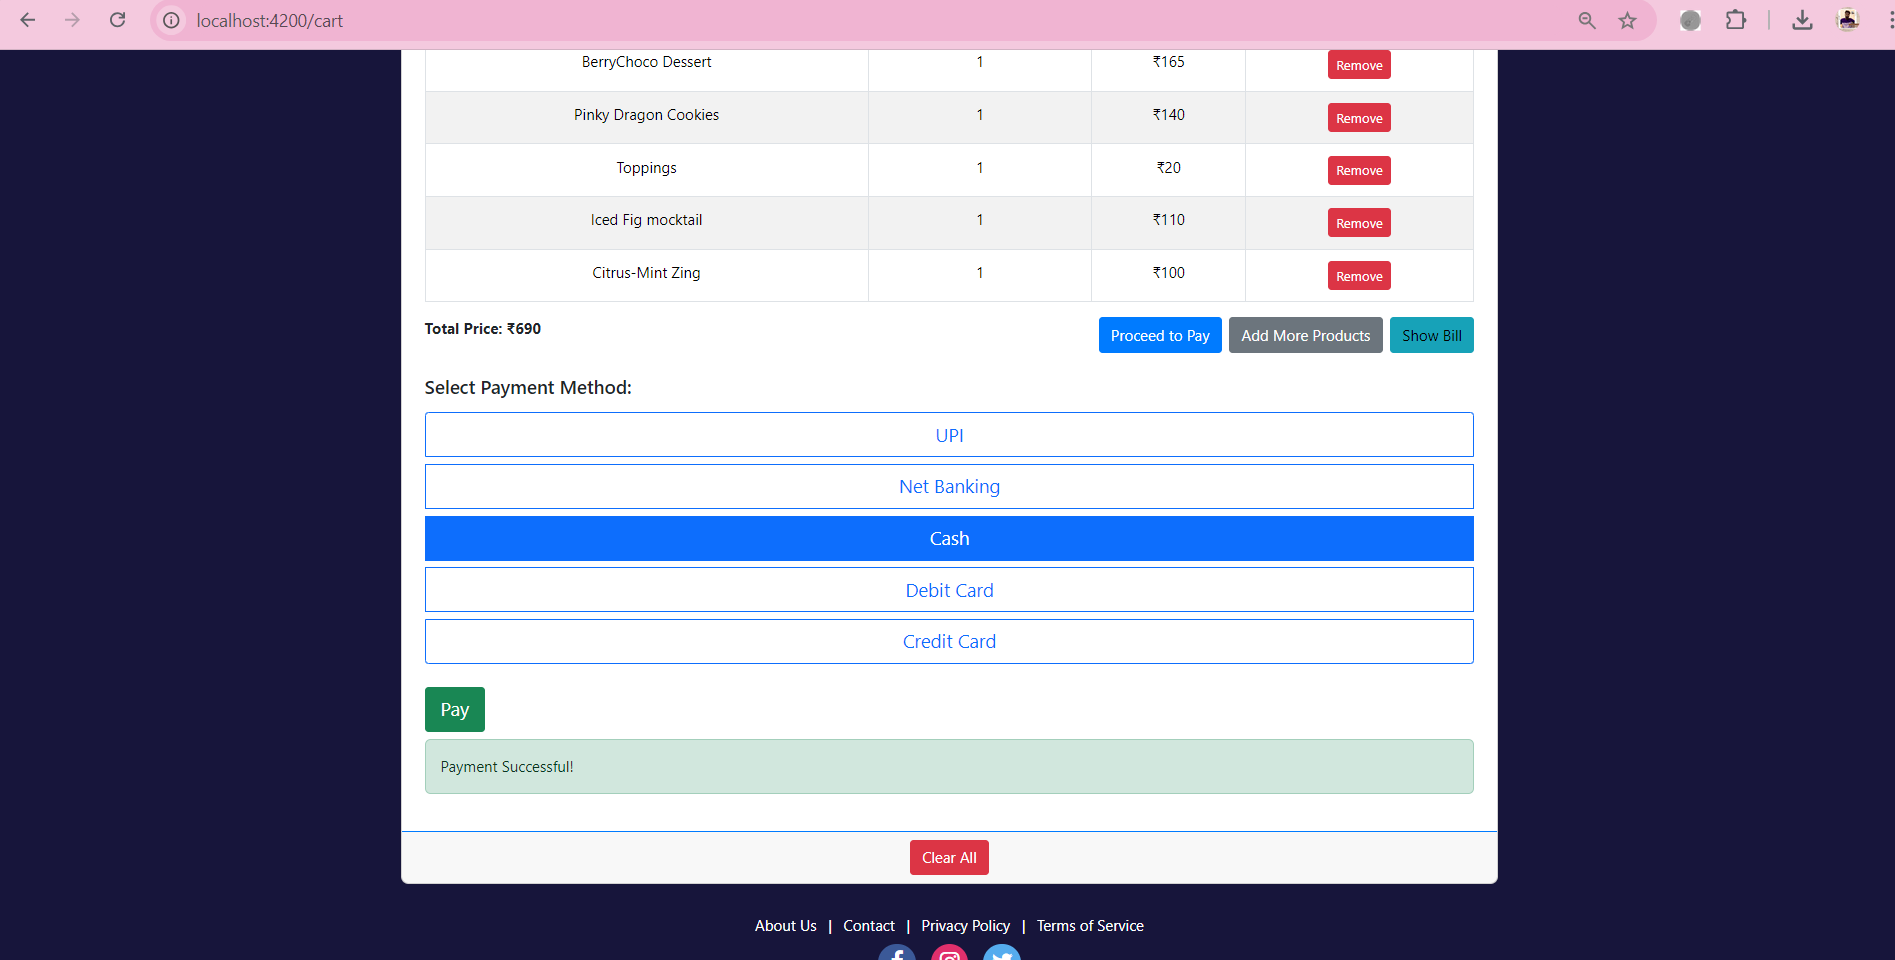 localhost:4200/cart
BerryChoco Dessert 1 ₹165 Remove
Pinky Dragon Cookies 1 ₹140 Remove
Toppings 1 ₹20 Remove
Iced Fig mocktail 1 ₹110 Remove
Citrus-Mint Zing 1 ₹100 Remove
Total Price: ₹690 Proceed to Pay Add More Products Show Bill
Select Payment Method:
UPI
Net Banking
Cash
Debit Card
Credit Card
Pay
Payment Successful!
Clear All
About Us | Contact | Privacy Policy | Terms of Service